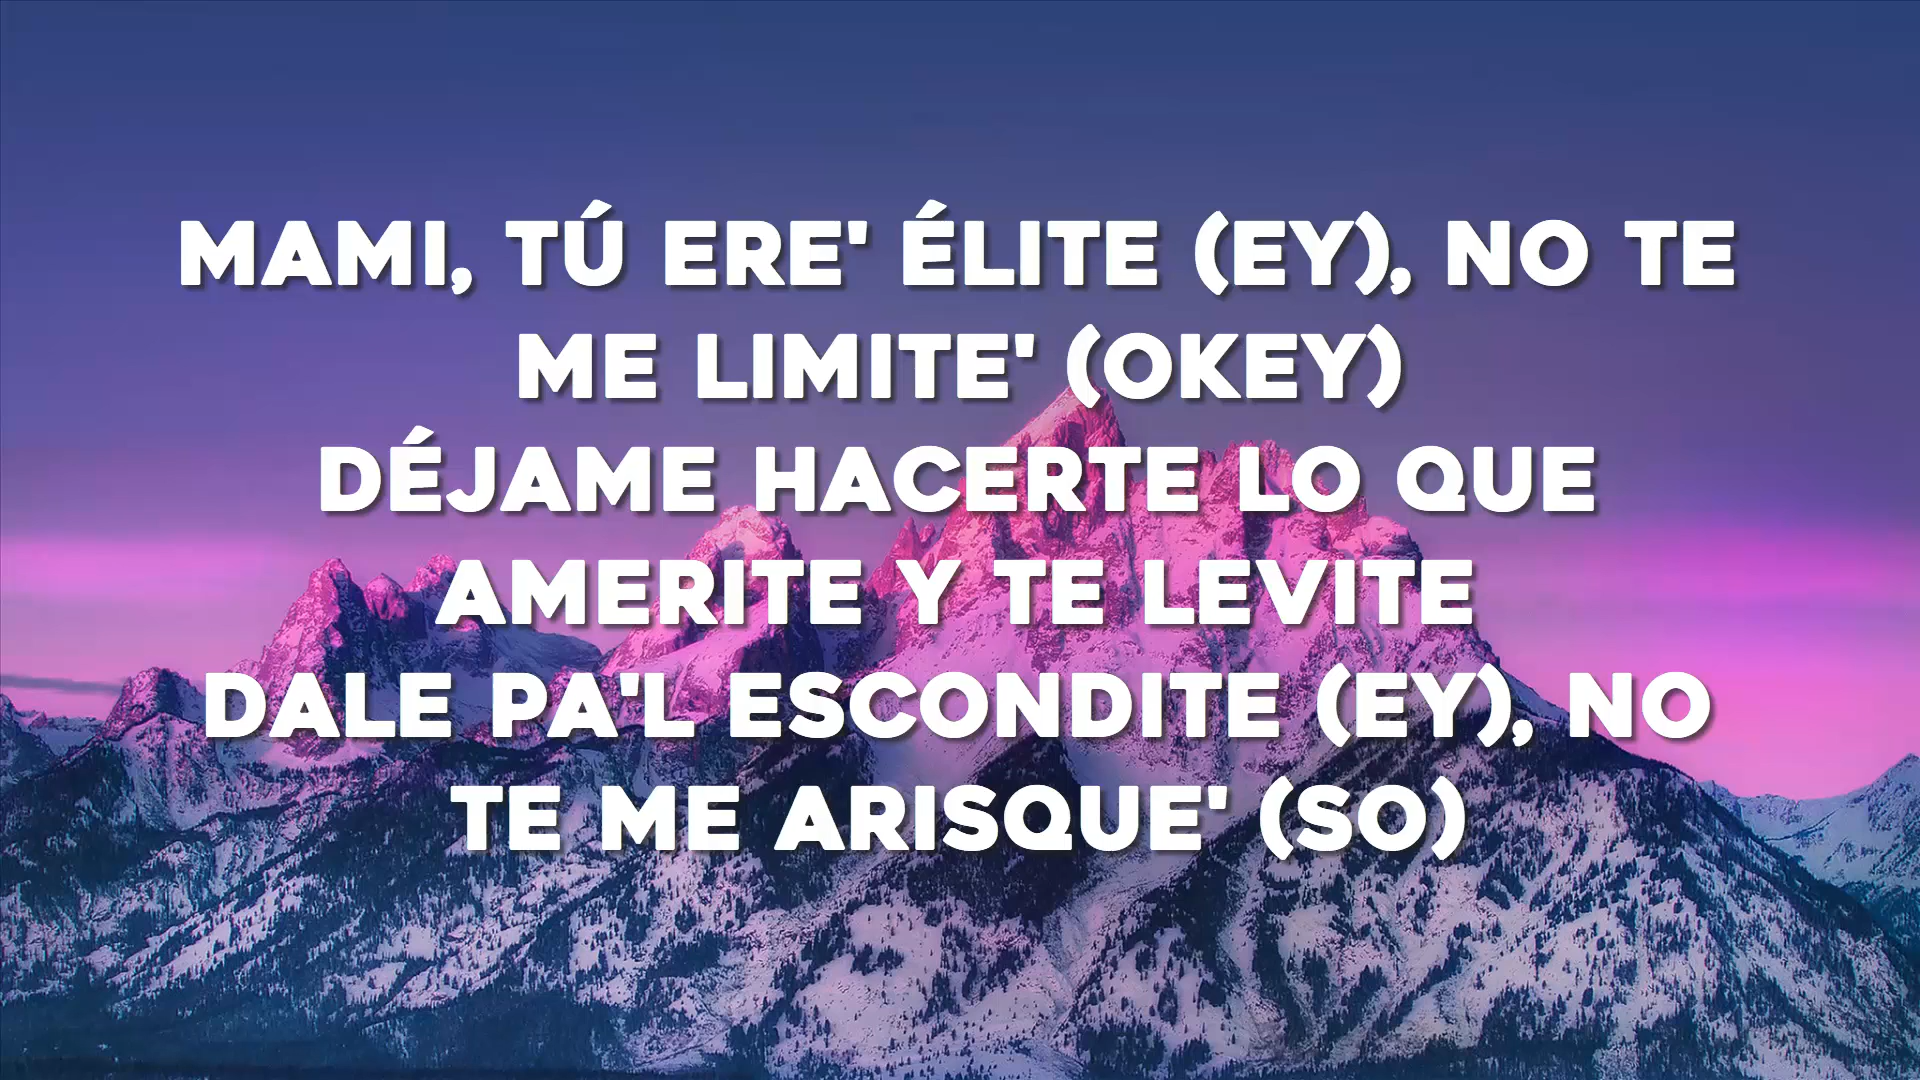 MAMI, TÚ ERE' ÉLITE (EY), NO TE
ME LIMITE' (OKEY)
DÉJAME HACERTE LO QUE
AMERITE Y TE LEVITE
DALE PA'L ESCONDITE (EY), NO
TE ME ARISQUE' (SO)